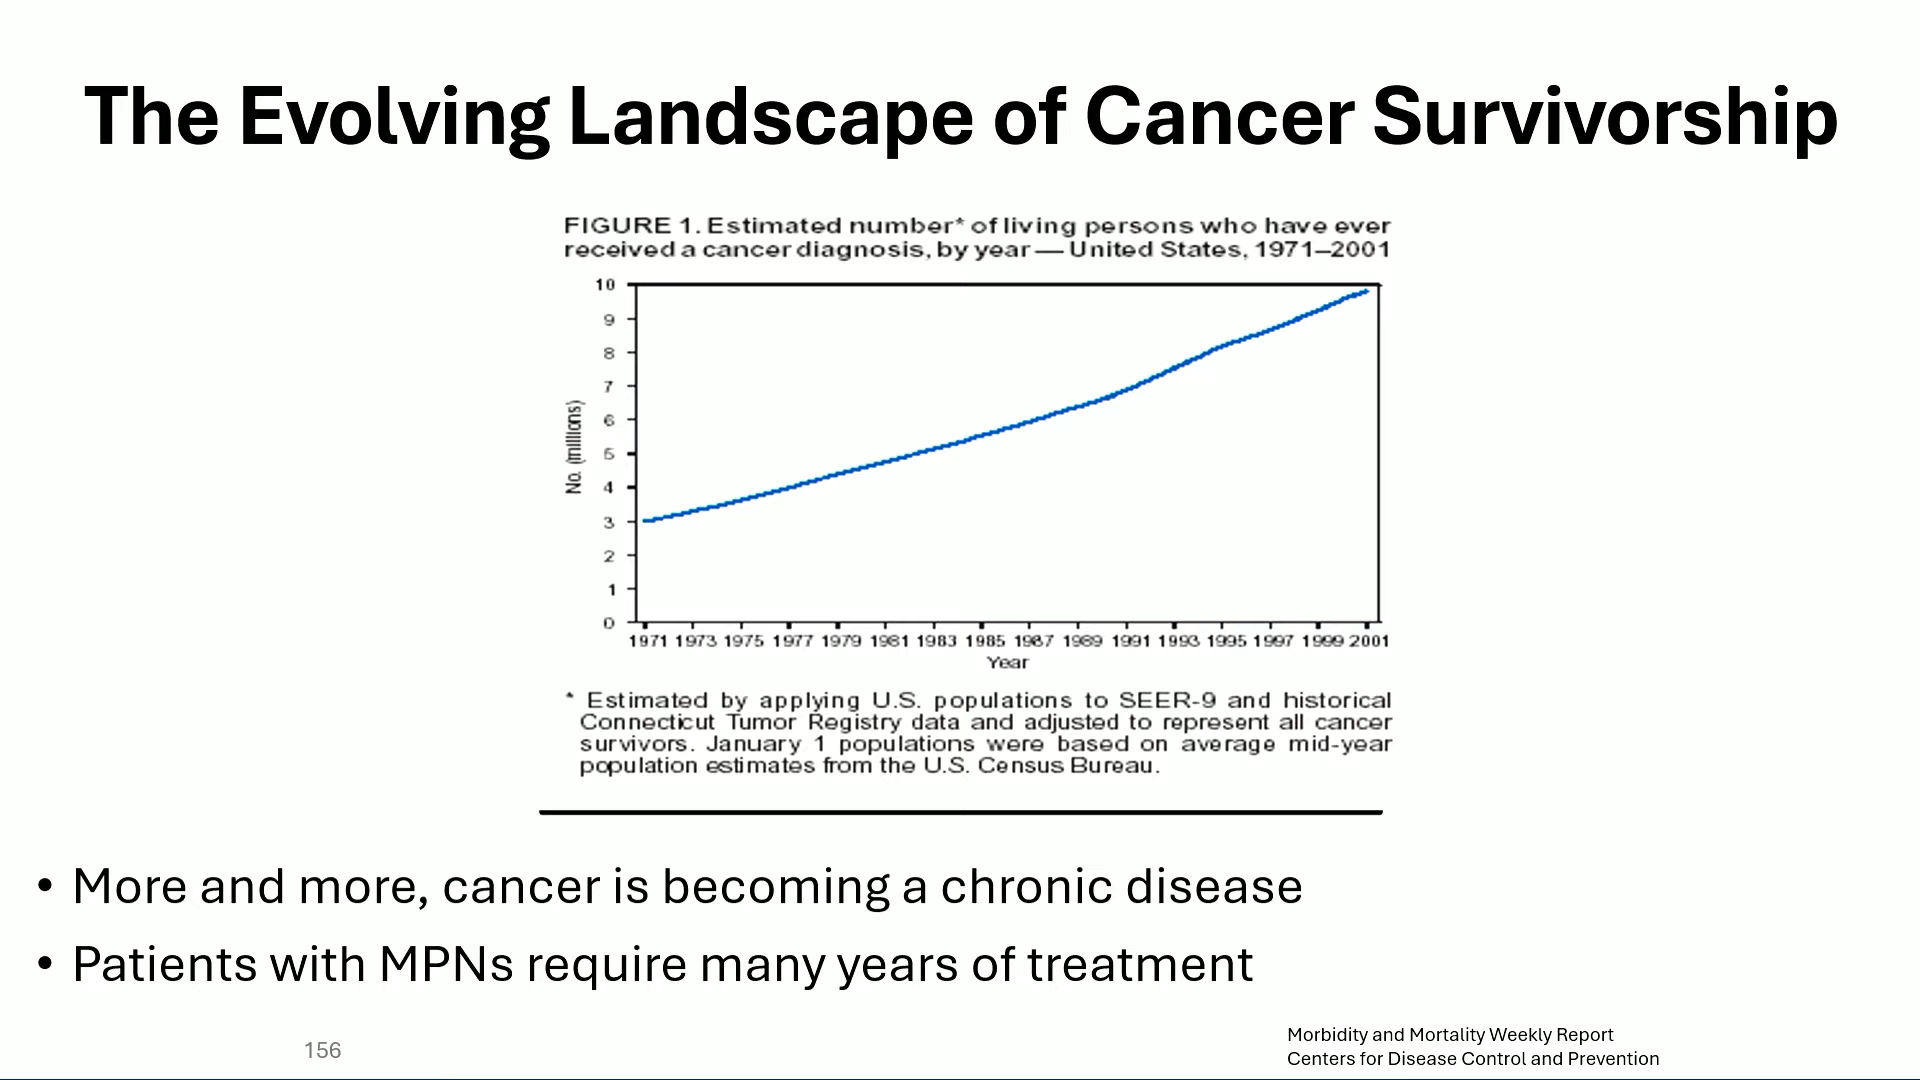 The Evolving Landscape of Cancer Survivorship
FIGURE 1. Estimated number* of living persons who have ever
received a cancer diagnosis, by year — United States, 1971–2001
10
9
8
7
6
5
4
3
2
1
0
No. (millions)
1971 1973 1975 1977 1979 1981 1983 1985 1987 1989 1991 1993 1995 1997 1999 2001
Year
* Estimated by applying U.S. populations to SEER-9 and historical
Connecticut Tumor Registry data and adjusted to represent all cancer
survivors. January 1 populations were based on average mid-year
population estimates from the U.S. Census Bureau.
• More and more, cancer is becoming a chronic disease
• Patients with MPNs require many years of treatment
156
Morbidity and Mortality Weekly Report
Centers for Disease Control and Prevention